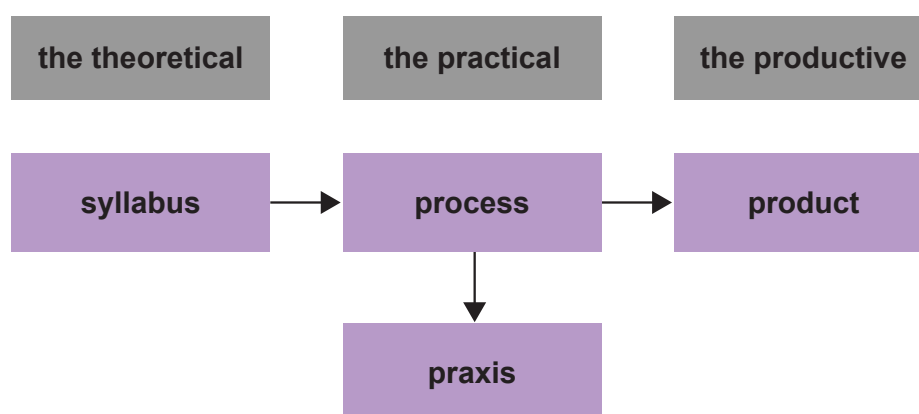 the theoretical
the practical
the productive
syllabus
process
product
praxis